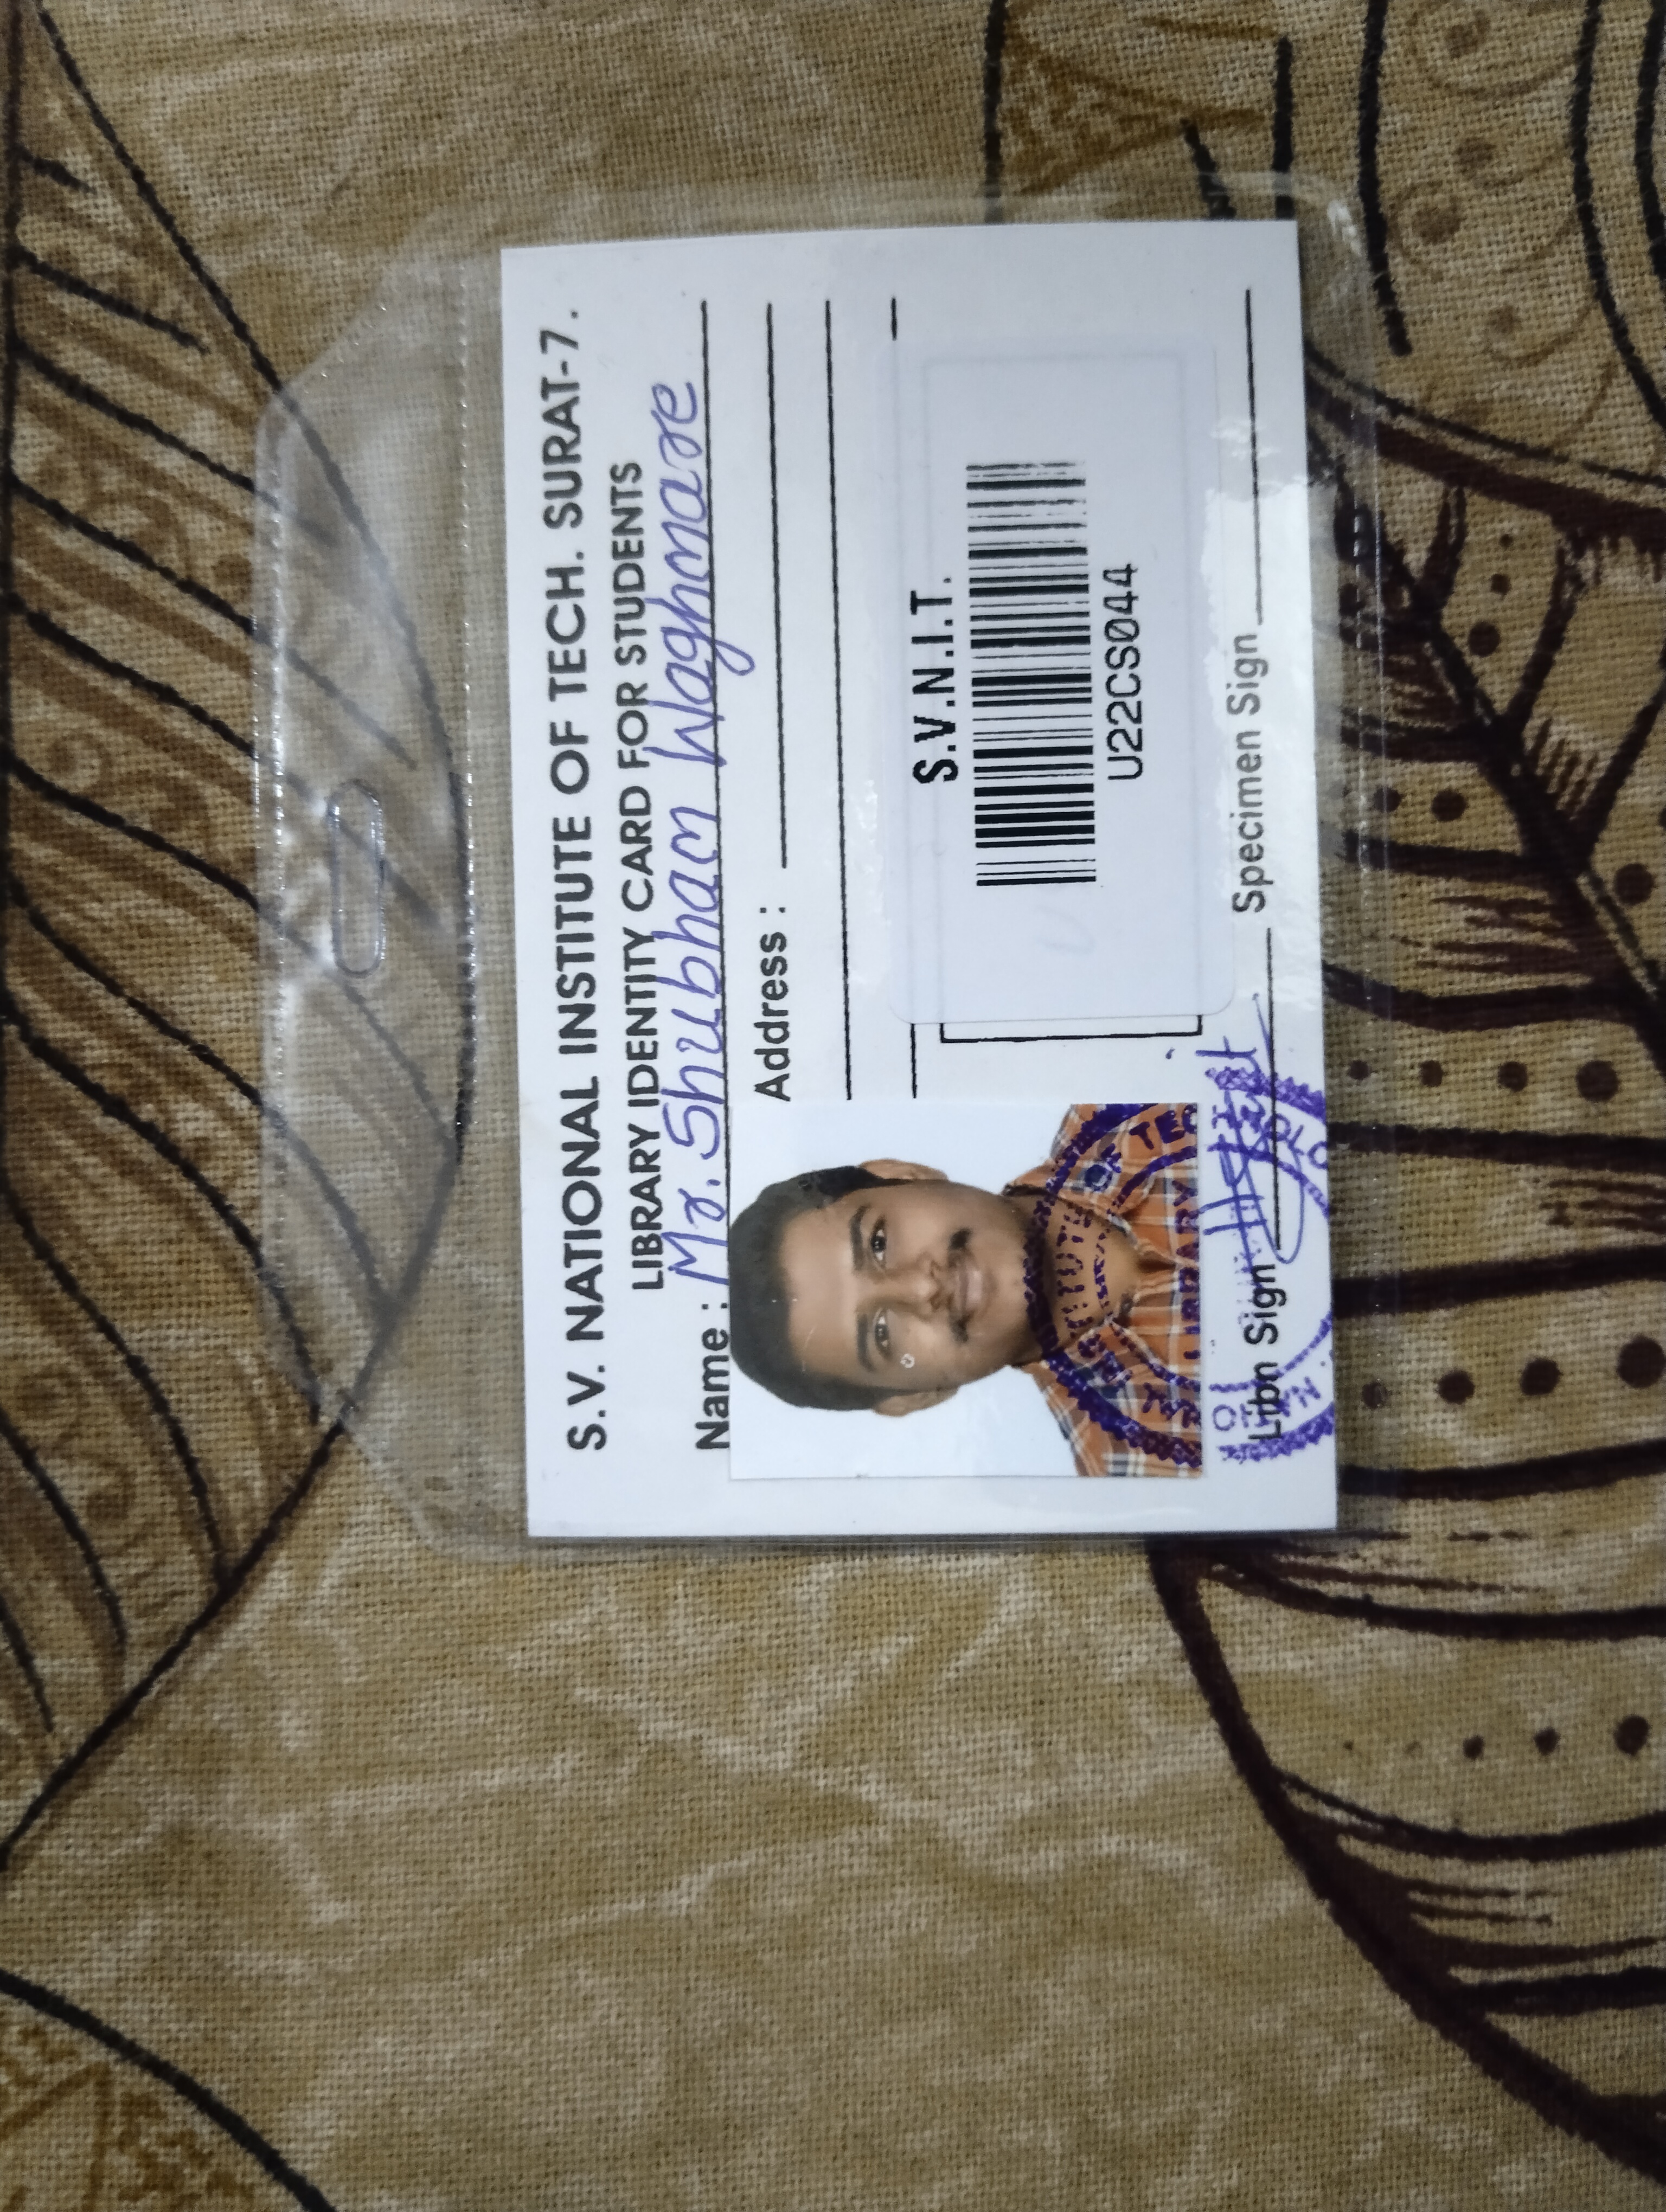 S.V. NATIONAL INSTITUTE OF TECH. SURAT-7.
LIBRARY IDENTITY CARD FOR STUDENTS
Name : Mr. Shubham Waghmare
Address :
S.V.N.I.T.
U22CS044
NATIONAL INSTITUTE OF TECH
LIBRARY
Libn Sign
Specimen Sign